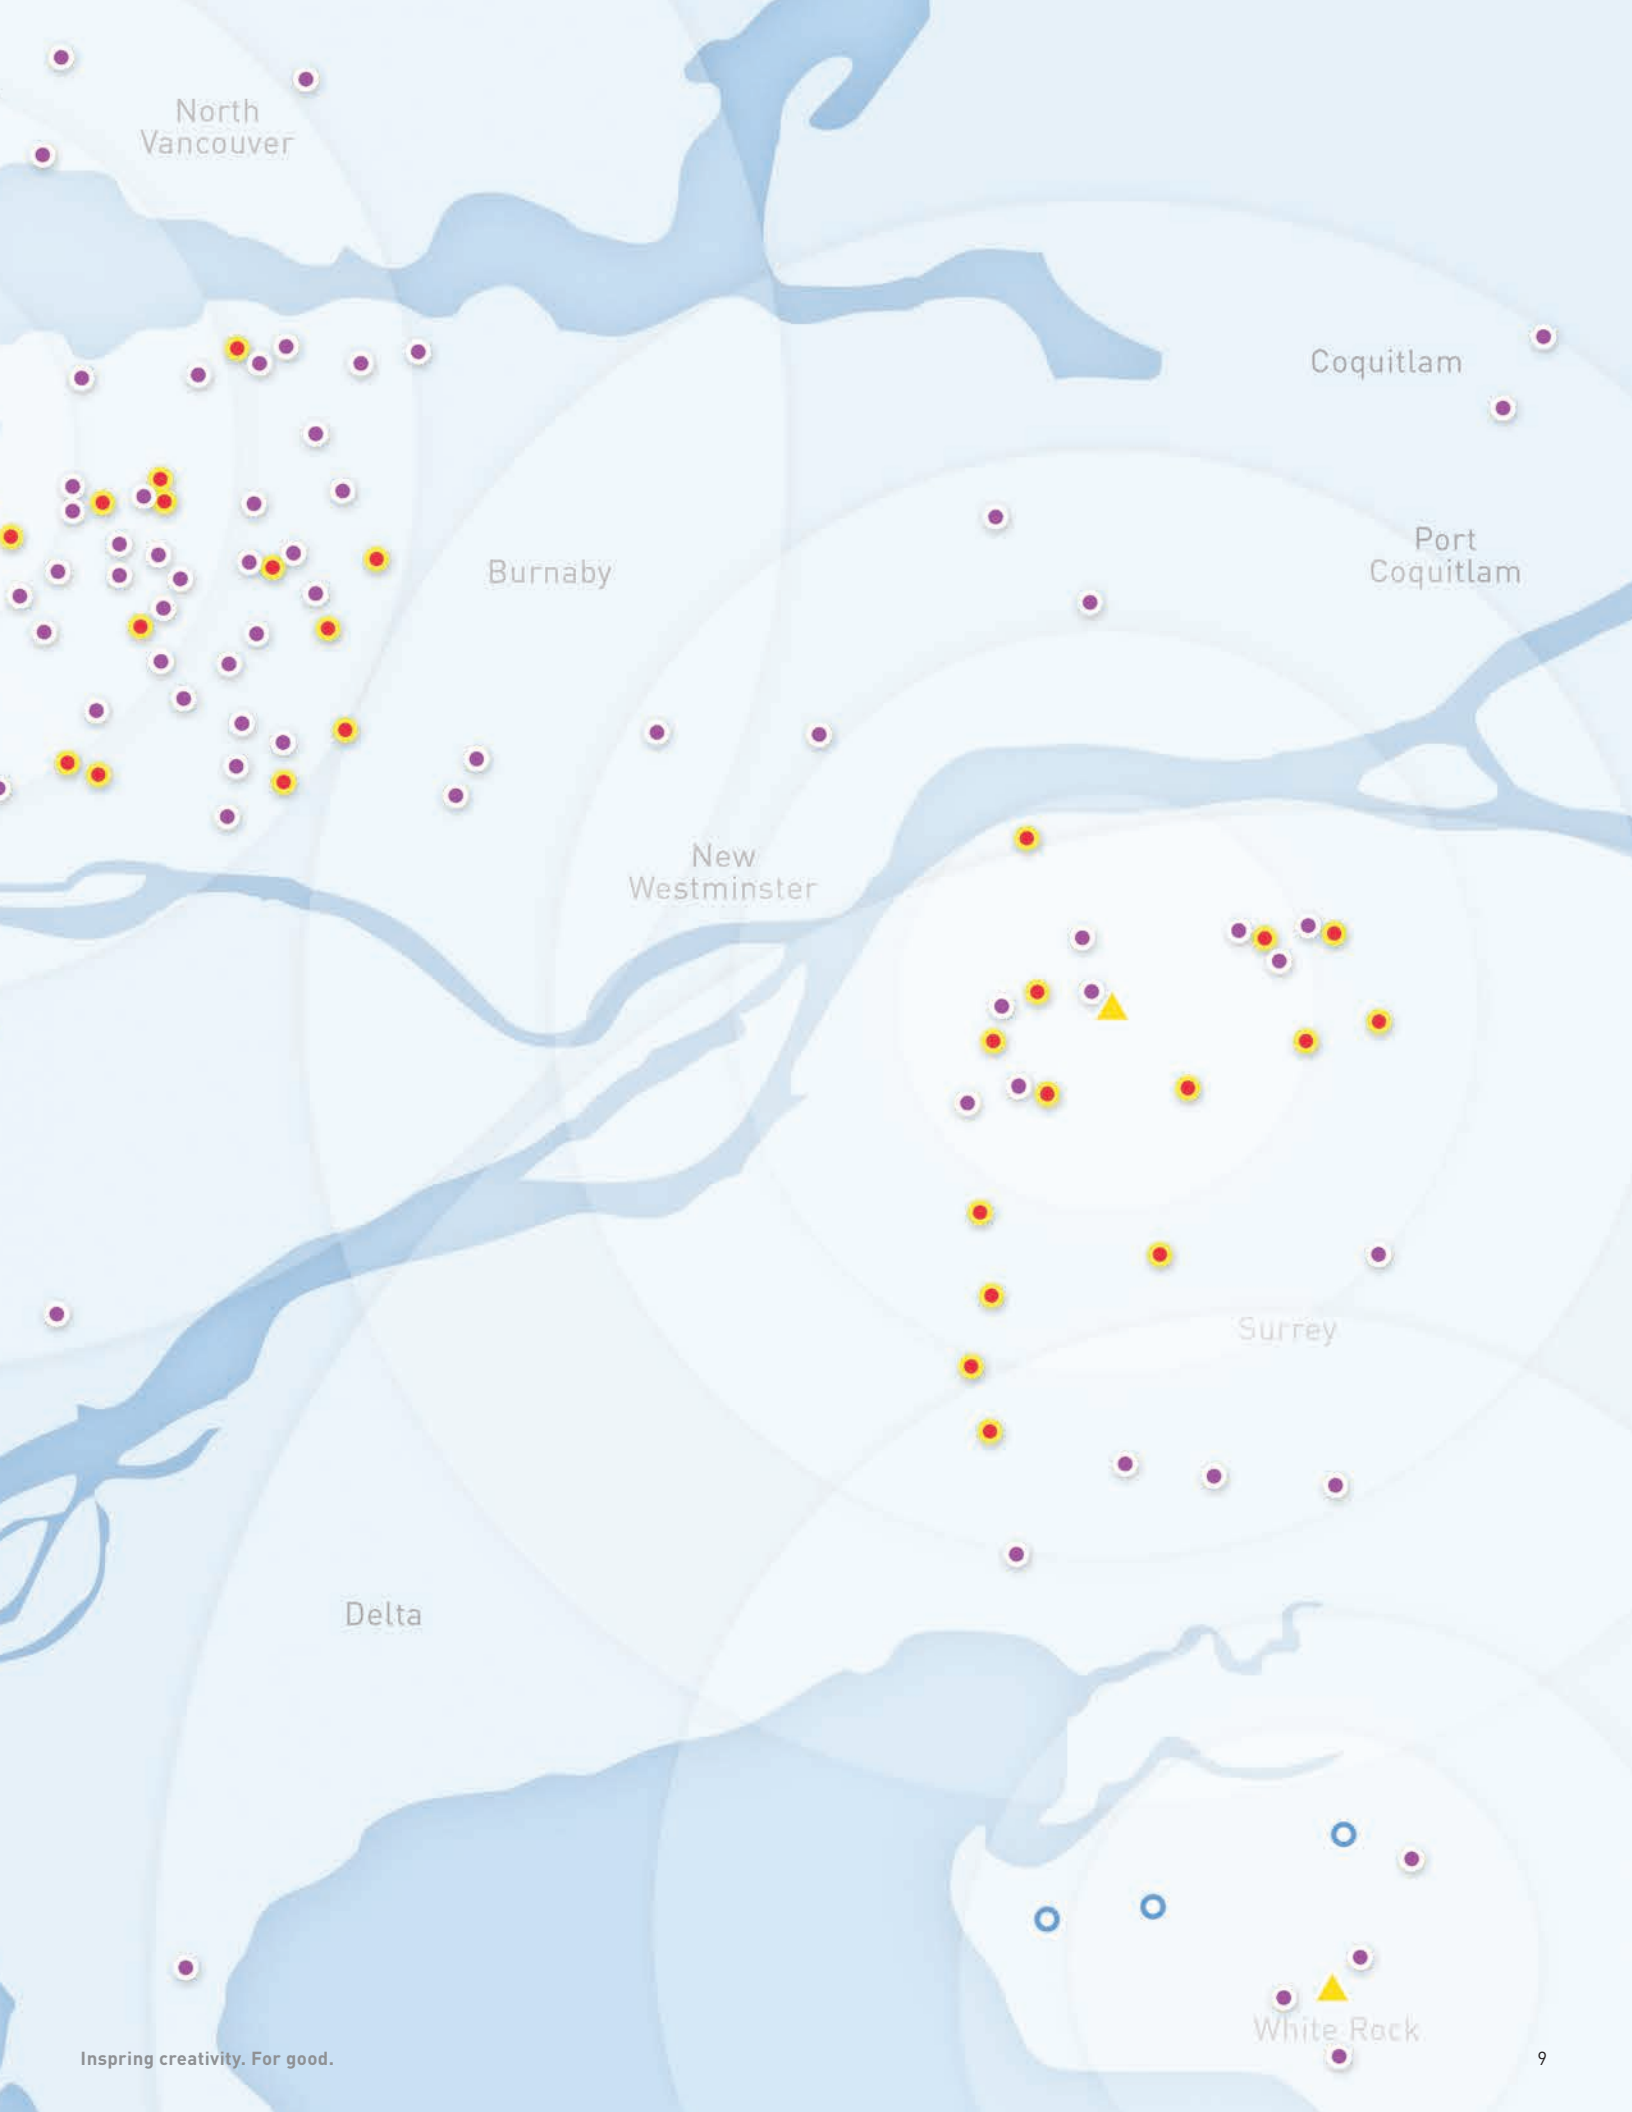 North
Vancouver
Coquitlam
Port
Coquitlam
Burnaby
New
Westminster
Surrey
Delta
White Rock
Inspring creativity. For good.
9